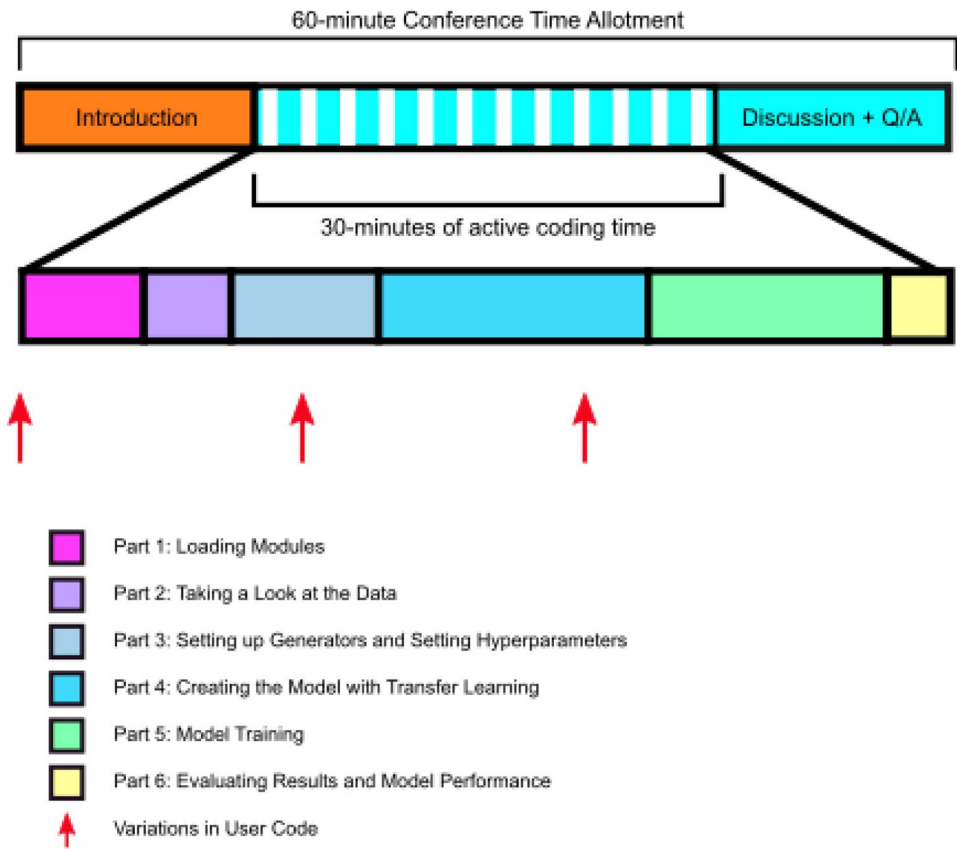 60-minute Conference Time Allotment
Introduction
Discussion + Q/A
30-minutes of active coding time
Part 1: Loading Modules
Part 2: Taking a Look at the Data
Part 3: Setting up Generators and Setting Hyperparameters
Part 4: Creating the Model with Transfer Learning
Part 5: Model Training
Part 6: Evaluating Results and Model Performance
Variations in User Code